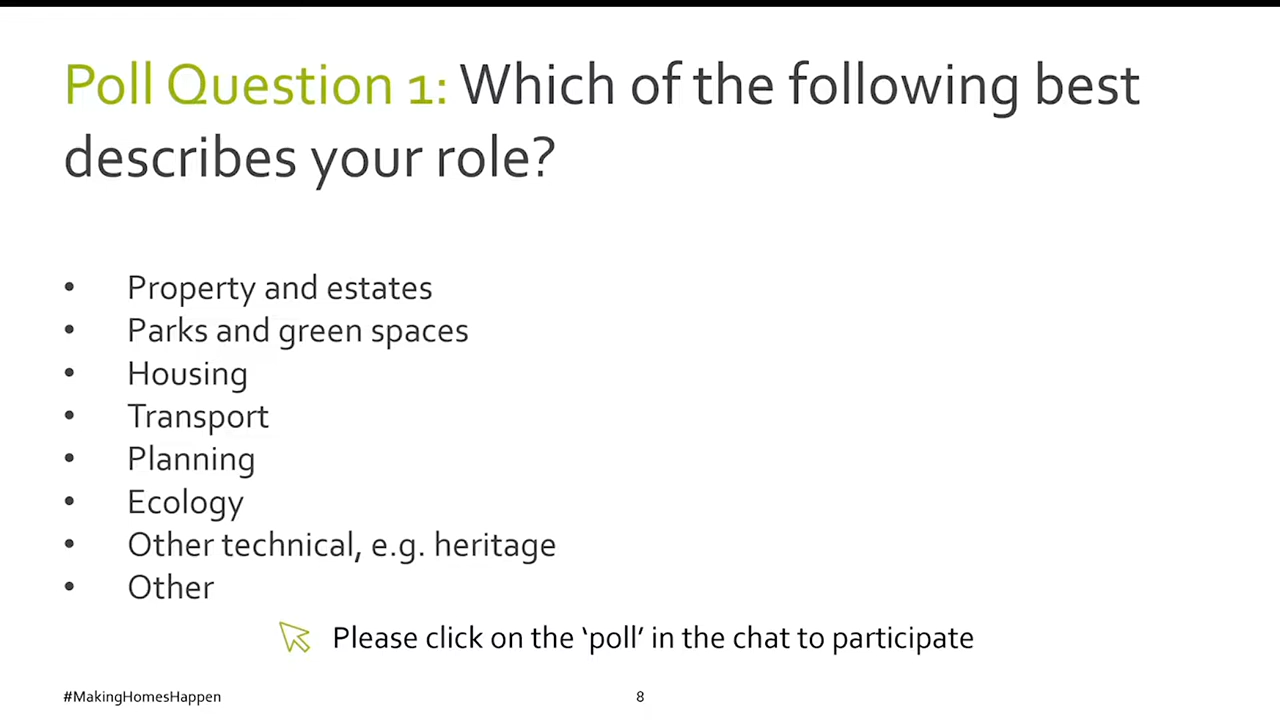 Poll Question 1: Which of the following best
describes your role?
• Property and estates
• Parks and green spaces
• Housing
• Transport
• Planning
• Ecology
• Other technical, e.g. heritage
• Other
Please click on the ‘poll’ in the chat to participate
#MakingHomesHappen
8